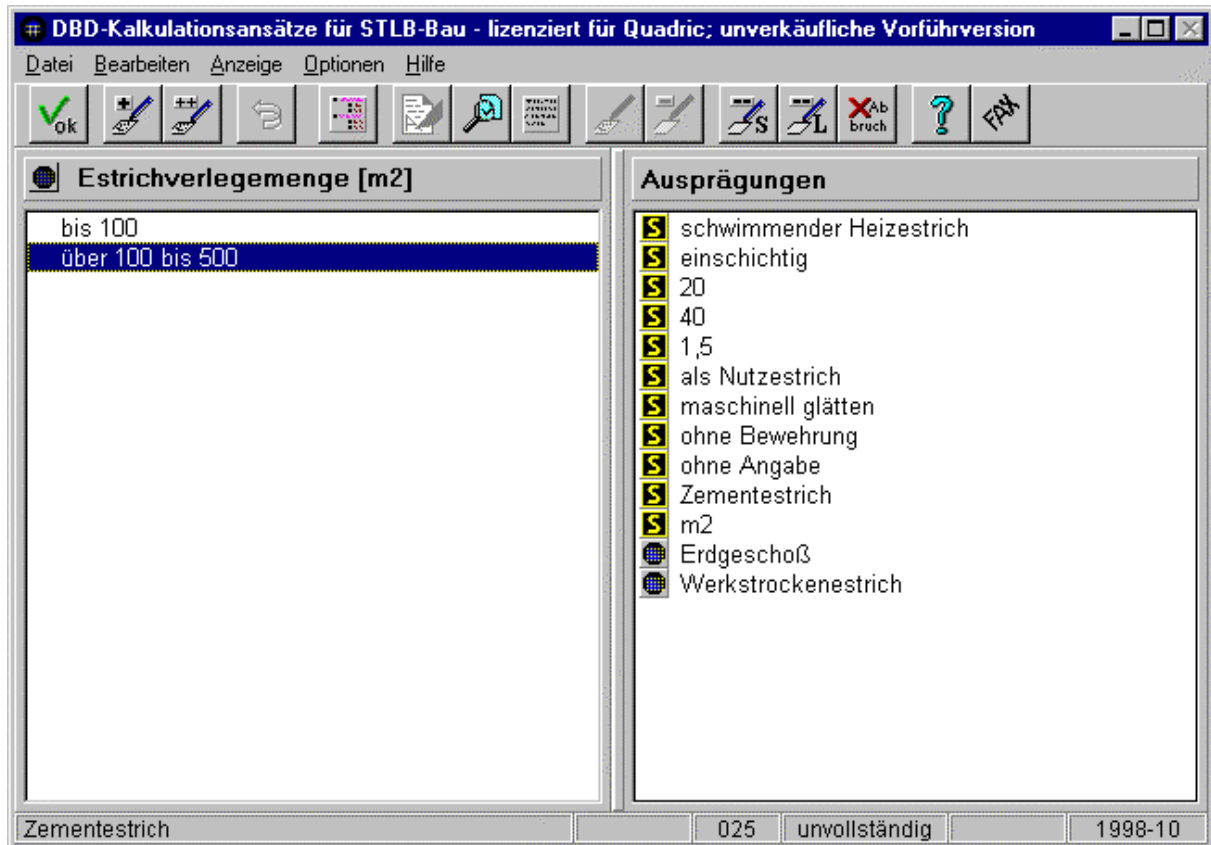 DBD-Kalkulationsansätze für STLB-Bau - lizenziert für Quadric; unverkäufliche Vorführversion
Datei Bearbeiten Anzeige Optionen Hilfe
ok S L Ab bruch ? FAX
Estrichverlegemenge [m2]
bis 100
über 100 bis 500
Ausprägungen
S schwimmender Heizestrich
S einschichtig
S 20
S 40
S 1,5
S als Nutzestrich
S maschinell glätten
S ohne Bewehrung
S ohne Angabe
S Zementestrich
S m2
Erdgeschoß
Werkstrockenestrich
Zementestrich 025 unvollständig 1998-10